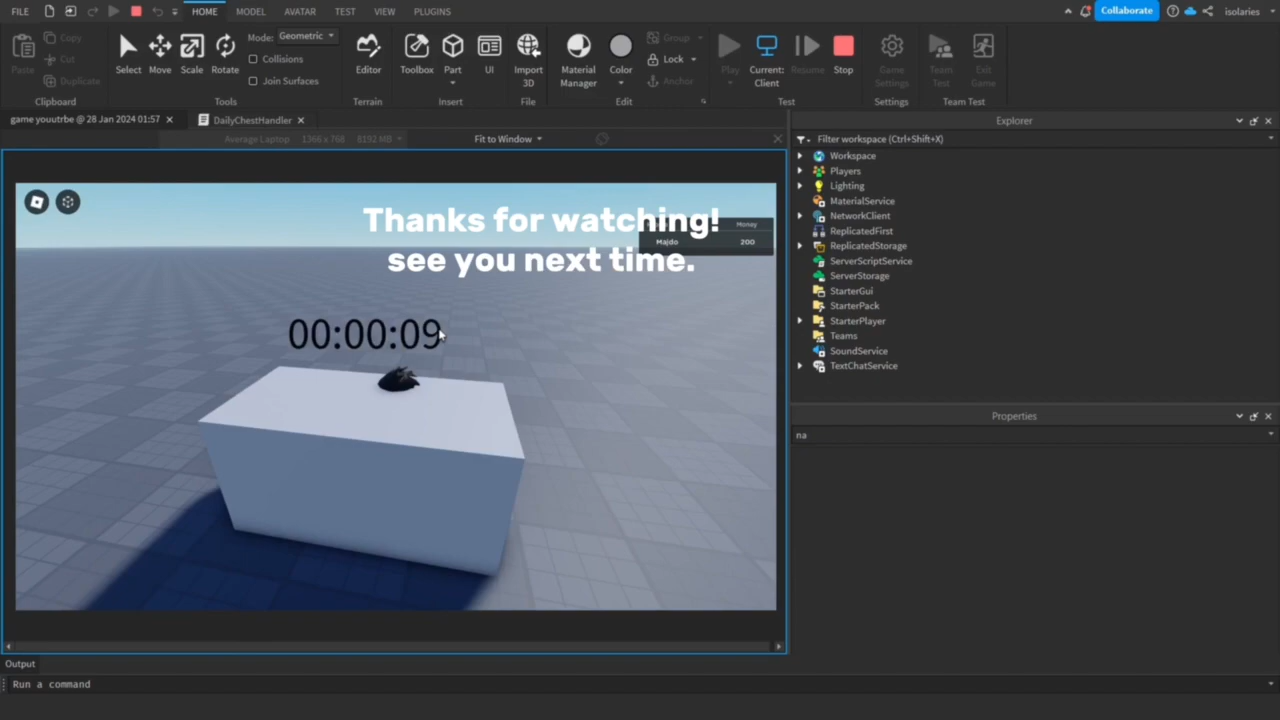 FILE HOME MODEL AVATAR TEST VIEW PLUGINS Collaborate isolaries
Paste Copy Cut Duplicate Clipboard
Select Move Scale Rotate Mode: Geometric Collisions Join Surfaces Tools
Editor Terrain
Toolbox Part UI Insert
Import 3D File
Material Manager Color Group Lock Anchor Edit
Play Current: Client Resume Stop Test
Game Settings Settings
Team Test Exit Game Team Test
game youutrbe @ 28 Jan 2024 01:57 DailyChestHandler
Average Laptop 1366 x 768 8192 MB Fit to Window
Thanks for watching!
see you next time.
Money
Majdo 200
00:00:09
Explorer
Filter workspace (Ctrl+Shift+X)
Workspace
Players
Lighting
MaterialService
NetworkClient
ReplicatedFirst
ReplicatedStorage
ServerScriptService
ServerStorage
StarterGui
StarterPack
StarterPlayer
Teams
SoundService
TextChatService
Properties
na
Output
Run a command